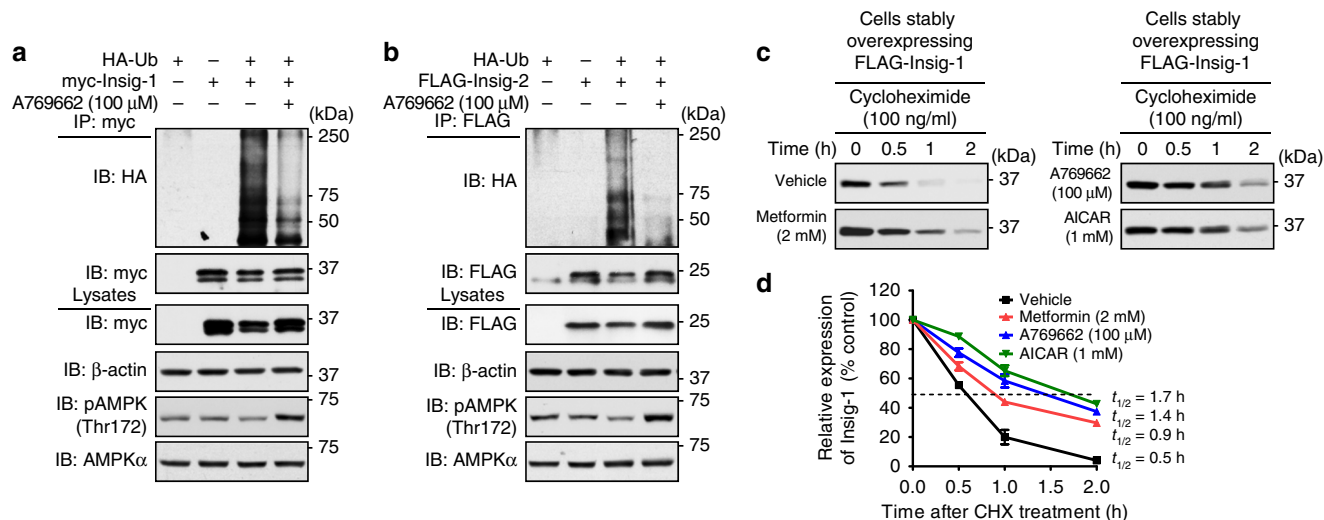 a
HA-Ub + – + +
myc-Insig-1 – + + +
A769662 (100 μM) – – – +
IP: myc (kDa)
250
IB: HA
75
50
IB: myc 37
Lysates
IB: myc 37
IB: β-actin 37
IB: pAMPK (Thr172) 75
IB: AMPKα 75
b
HA-Ub + – + +
FLAG-Insig-2 – + + +
A769662 (100 μM) – – – +
IP: FLAG (kDa)
250
IB: HA
75
50
IB: FLAG 25
Lysates
IB: FLAG 25
IB: β-actin 37
IB: pAMPK (Thr172) 75
IB: AMPKα 75
c
Cells stably
overexpressing
FLAG-Insig-1
Cycloheximide
(100 ng/ml)
Time (h) 0 0.5 1 2 (kDa)
Vehicle 37
Metformin (2 mM) 37
Cells stably
overexpressing
FLAG-Insig-1
Cycloheximide
(100 ng/ml)
Time (h) 0 0.5 1 2 (kDa)
A769662 (100 μM) 37
AICAR (1 mM) 37
d
Relative expression
of Insig-1 (% control)
120
100
80
60
40
20
0
Vehicle
Metformin (2 mM)
A769662 (100 μM)
AICAR (1 mM)
t1/2 = 1.7 h
t1/2 = 1.4 h
t1/2 = 0.9 h
t1/2 = 0.5 h
0.0 0.5 1.0 1.5 2.0
Time after CHX treatment (h)